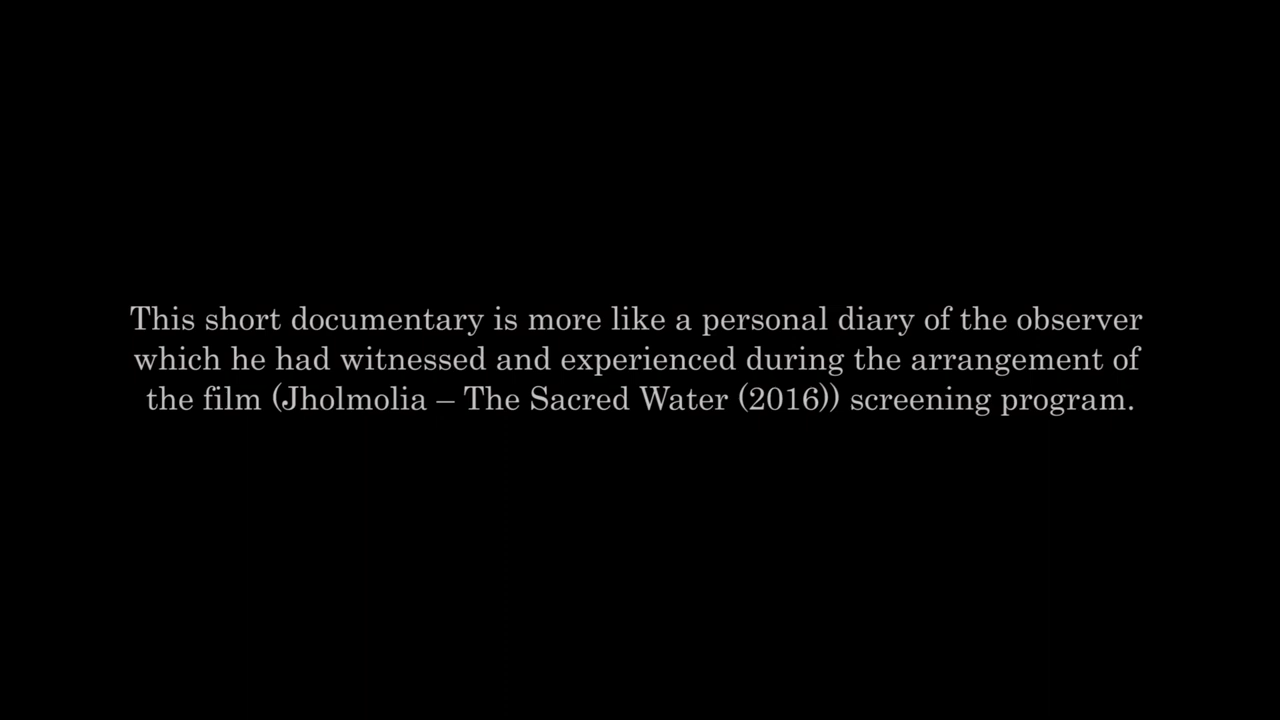 This short documentary is more like a personal diary of the observer
which he had witnessed and experienced during the arrangement of
the film (Jholmolia – The Sacred Water (2016)) screening program.